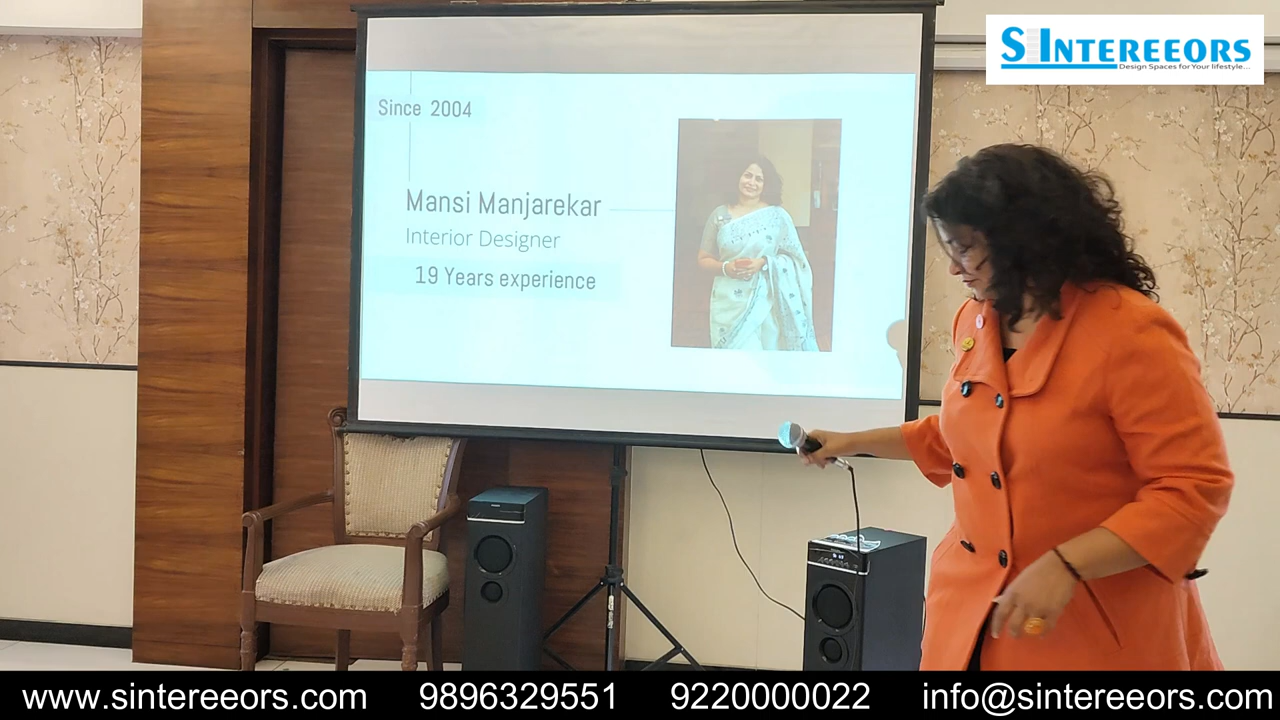 S INTEREEORS
Design Spaces for Your lifestyle...
Since 2004
Mansi Manjarekar
Interior Designer
19 Years experience
www.sintereeors.com 9896329551 9220000022 info@sintereeors.com